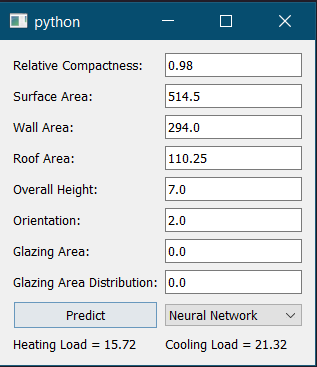 python
Relative Compactness: 0.98
Surface Area: 514.5
Wall Area: 294.0
Roof Area: 110.25
Overall Height: 7.0
Orientation: 2.0
Glazing Area: 0.0
Glazing Area Distribution: 0.0
Predict Neural Network
Heating Load = 15.72 Cooling Load = 21.32